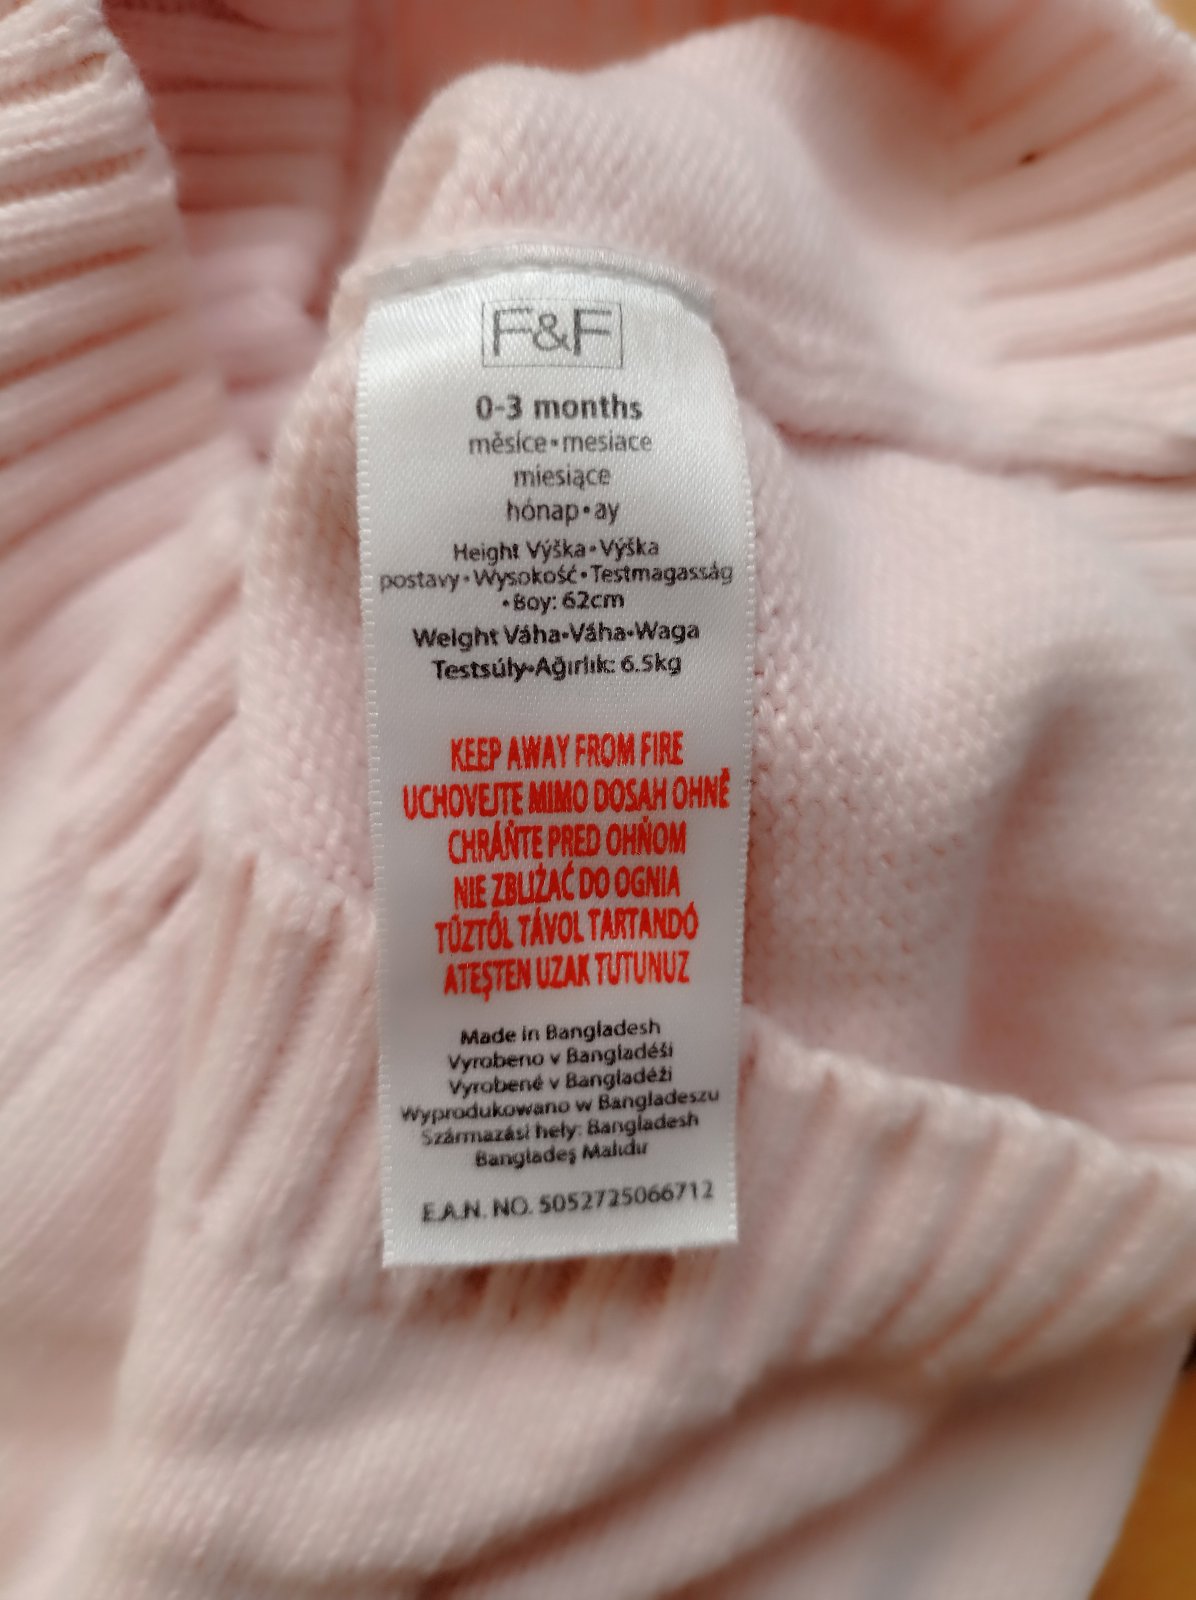 F&F
0-3 months
měsíce•mesiace
miesiące
hónap•ay
Height Výška•Výška
postavy•Wysokość•Testmagasság
•Boy: 62cm
Weight Váha•Váha•Waga
Testsúly•Ağırlık: 6.5kg
KEEP AWAY FROM FIRE
UCHOVEJTE MIMO DOSAH OHNĚ
CHRÁŇTE PRED OHŇOM
NIE ZBLIŻAĆ DO OGNIA
TŰZTŐL TÁVOL TARTANDÓ
ATEŞTEN UZAK TUTUNUZ
Made in Bangladesh
Vyrobeno v Bangladéši
Vyrobené v Bangladéži
Wyprodukowano w Bangladeszu
Származási hely: Bangladesh
Bangladeş Malıdır
E.A.N. NO. 5052725066712